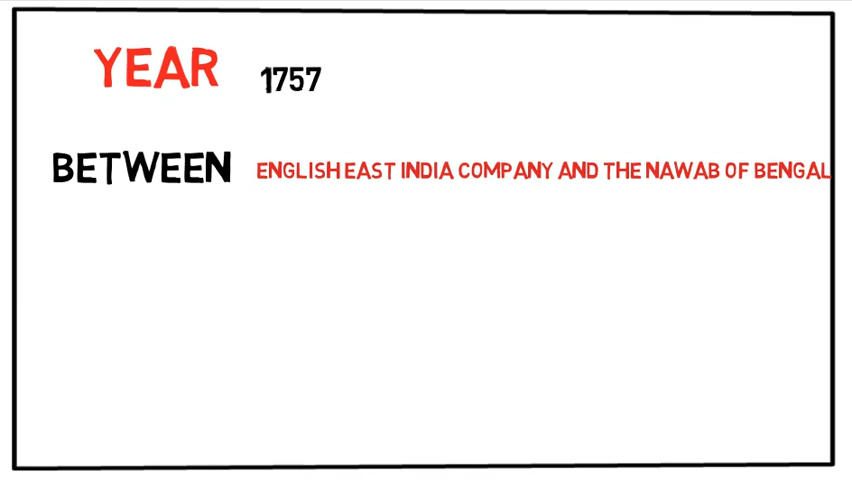 YEAR 1757
BETWEEN ENGLISH EAST INDIA COMPANY AND THE NAWAB OF BENGAL